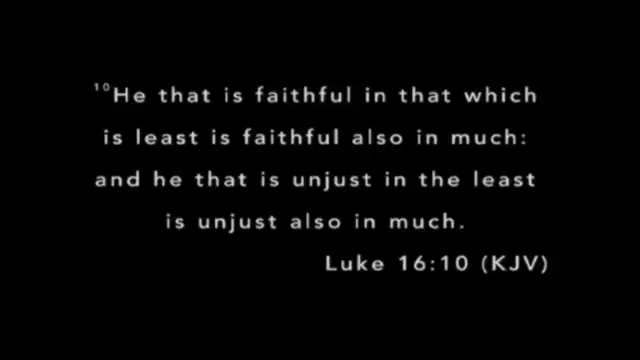 10He that is faithful in that which
is least is faithful also in much:
and he that is unjust in the least
is unjust also in much.
Luke 16:10 (KJV)